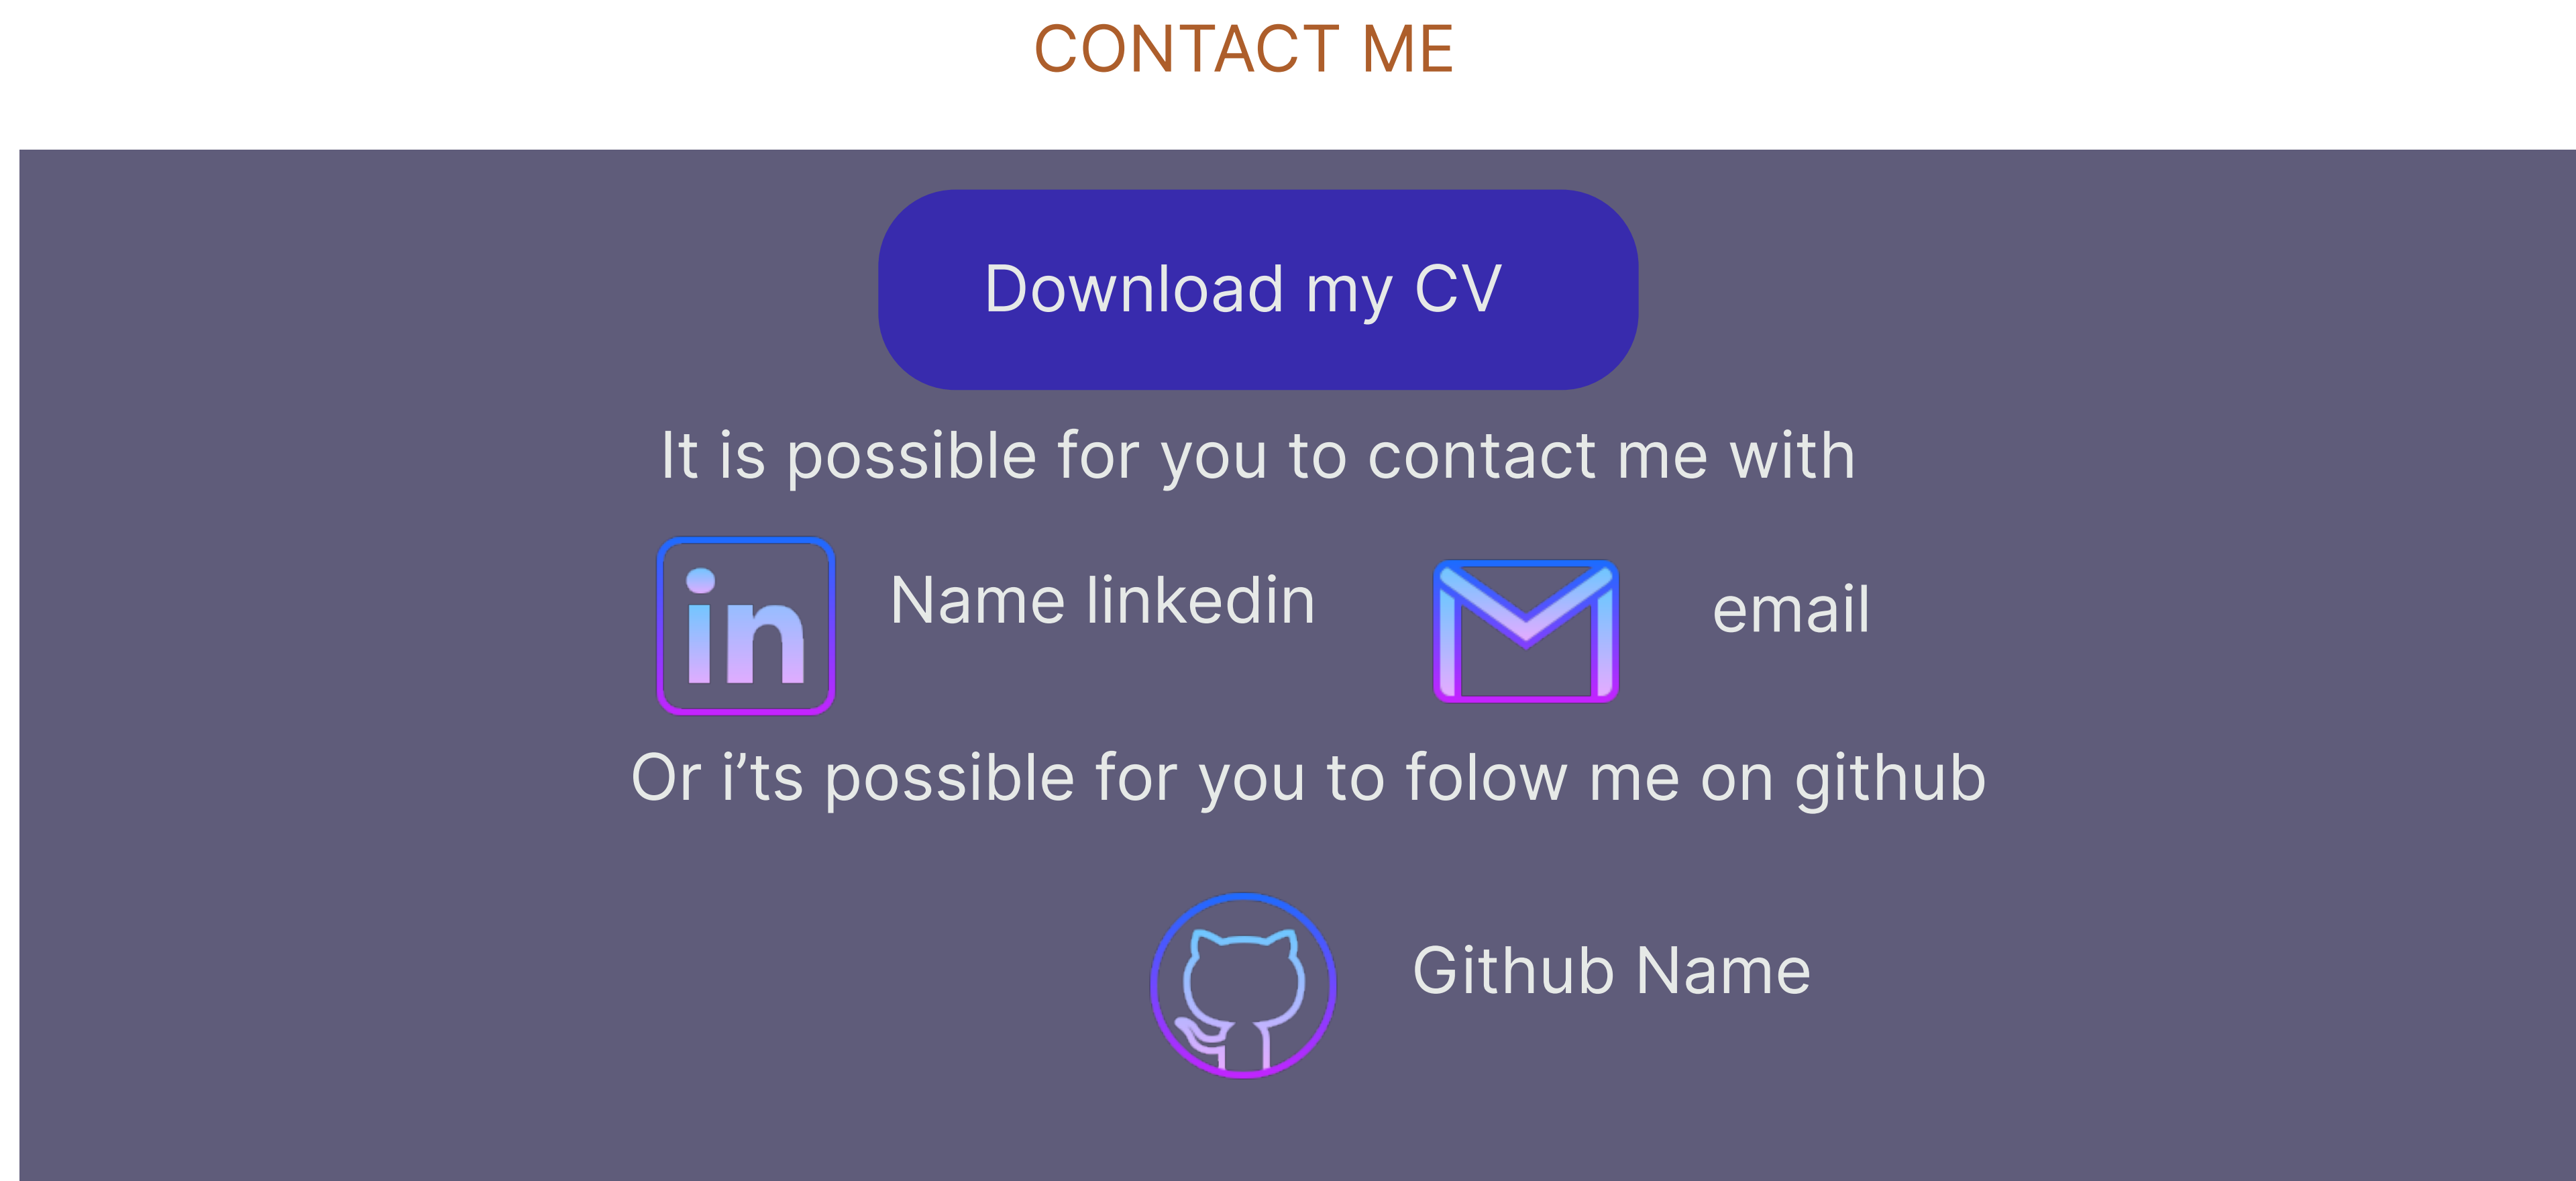 CONTACT ME
Download my CV
It is possible for you to contact me with
in Name linkedin email
Or i’ts possible for you to folow me on github
Github Name